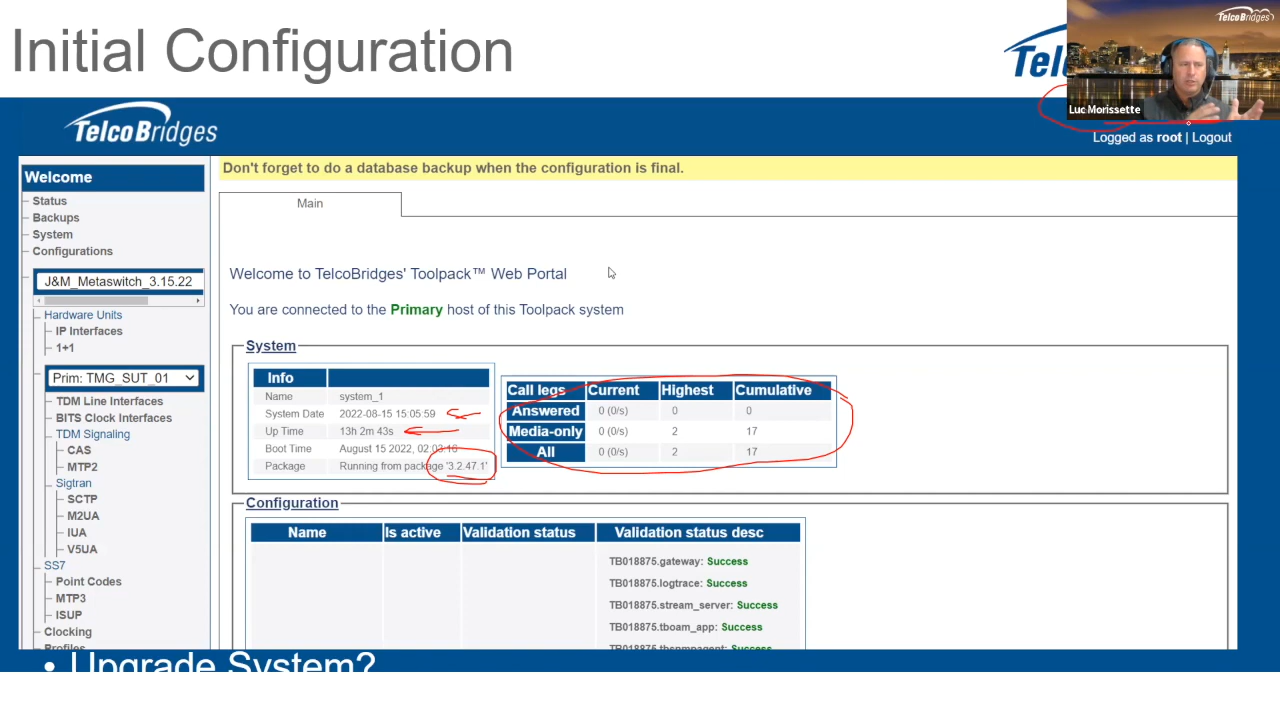 Initial Configuration
Tel
TelcoBridges
Luc Morissette
TelcoBridges
Logged as root | Logout
Welcome
Status
Backups
System
Configurations
J&M_Metaswitch_3.15.22
Hardware Units
IP Interfaces
1+1
Prim: TMG_SUT_01
TDM Line Interfaces
BITS Clock Interfaces
TDM Signaling
CAS
MTP2
Sigtran
SCTP
M2UA
IUA
V5UA
SS7
Point Codes
MTP3
ISUP
Clocking
Profiles
Don't forget to do a database backup when the configuration is final.
Main
Welcome to TelcoBridges' Toolpack™ Web Portal
You are connected to the Primary host of this Toolpack system
System
Info
Name system_1
System Date 2022-08-15 15:05:59
Up Time 13h 2m 43s
Boot Time August 15 2022, 02:03:16
Package Running from package '3.2.47.1'
Call legs Current Highest Cumulative
Answered 0 (0/s) 0 0
Media-only 0 (0/s) 2 17
All 0 (0/s) 2 17
Configuration
Name Is active Validation status Validation status desc
TB018875.gateway: Success
TB018875.logtrace: Success
TB018875.stream_server: Success
TB018875.tboam_app: Success
• Upgrade System?